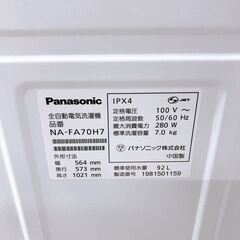 Panasonic
全自動電気洗濯機
品番
NA-FA70H7
外形寸法
幅 564 mm
奥行 573 mm
高さ 1021 mm
IPX4
JET
定格電圧 100 V~
定格周波数 50/60 Hz
最大消費電力 280 W
標準洗濯容量 7.0 kg
パナソニック株式会社
中国製
標準使用水量 92 L
製造番号 1981501159